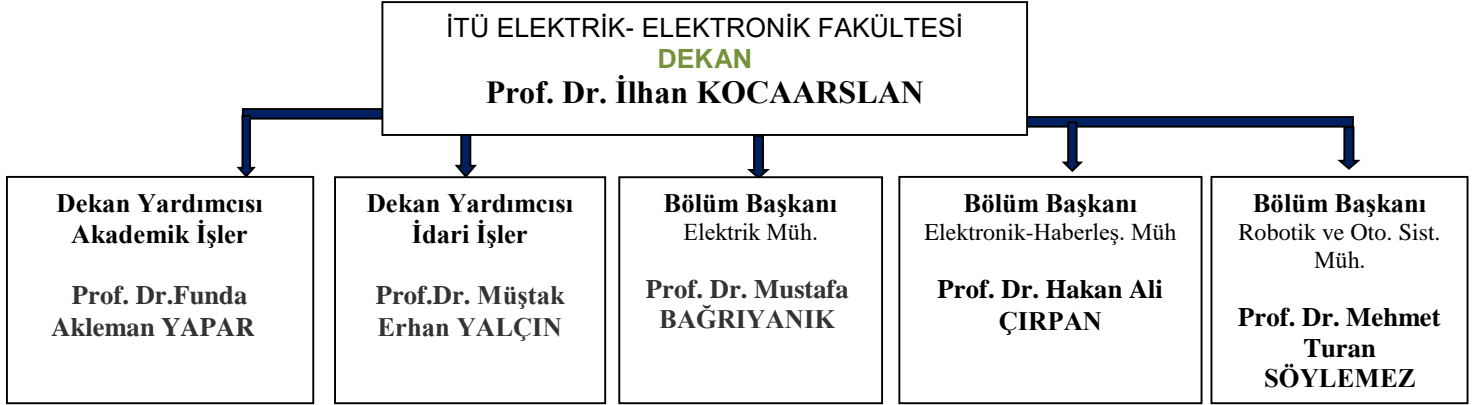 İTÜ ELEKTRİK- ELEKTRONİK FAKÜLTESİ
DEKAN
Prof. Dr. İlhan KOCAARSLAN
Dekan Yardımcısı
Akademik İşler
Prof. Dr.Funda
Akleman YAPAR
Dekan Yardımcısı
İdari İşler
Prof.Dr. Müştak
Erhan YALÇIN
Bölüm Başkanı
Elektrik Müh.
Prof. Dr. Mustafa
BAĞRIYANIK
Bölüm Başkanı
Elektronik-Haberleş. Müh
Prof. Dr. Hakan Ali
ÇIRPAN
Bölüm Başkanı
Robotik ve Oto. Sist.
Müh.
Prof. Dr. Mehmet
Turan
SÖYLEMEZ